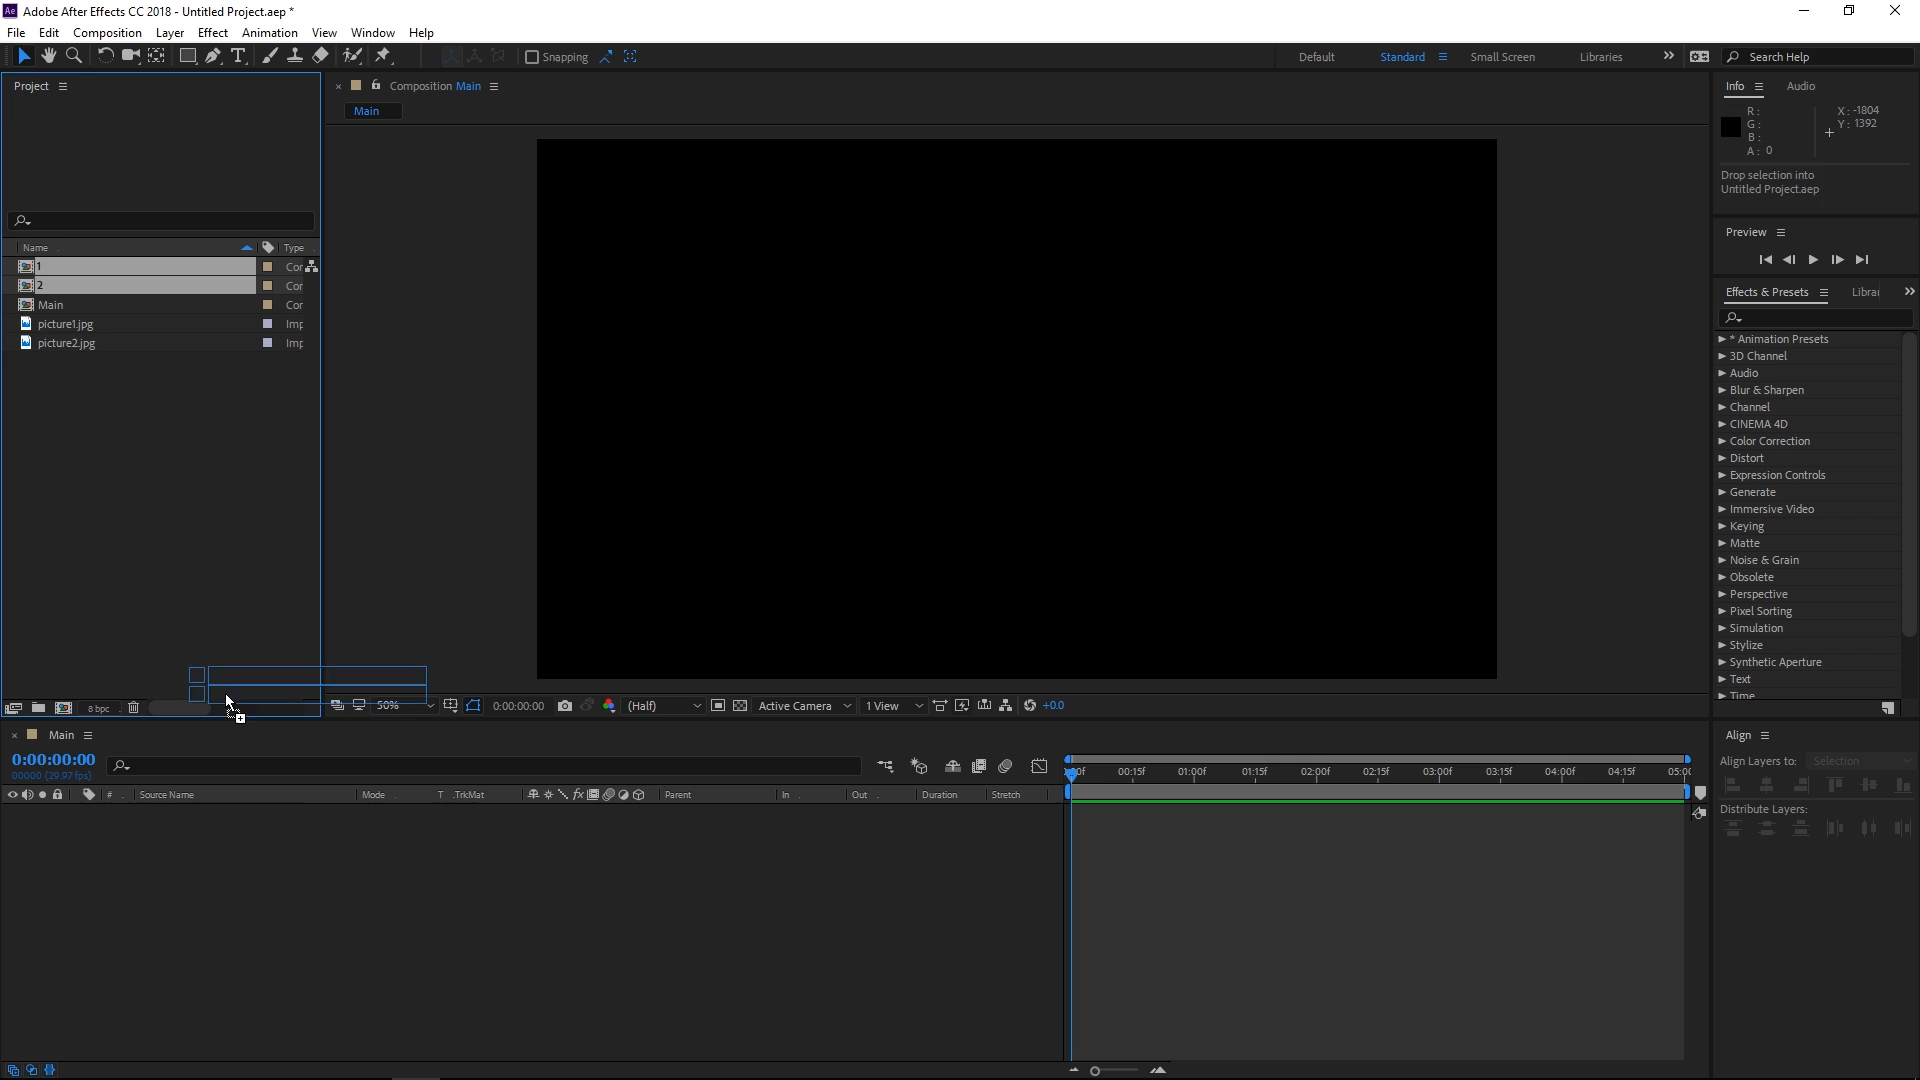 Ae Adobe After Effects CC 2018 - Untitled Project.aep *
File Edit Composition Layer Effect Animation View Window Help
Snapping
Default Standard Small Screen Libraries Search Help
Project
Composition Main
Main
Info Audio
R:
G:
B:
A: 0
X: -1804
Y: 1392
Drop selection into
Untitled Project.aep
Name Type
1 Cor
2 Cor
Main Cor
picture1.jpg Imp
picture2.jpg Imp
Preview
Effects & Presets Librar
* Animation Presets
3D Channel
Audio
Blur & Sharpen
Channel
CINEMA 4D
Color Correction
Distort
Expression Controls
Generate
Immersive Video
Keying
Matte
Noise & Grain
Obsolete
Perspective
Pixel Sorting
Simulation
Stylize
Synthetic Aperture
Text
Time
8 bpc
50% 0:00:00:00 (Half) Active Camera 1 View +0.0
Main
0:00:00:00
00000 (29.97 fps)
# Source Name Mode T .TrkMat fx Parent In Out Duration Stretch
00:15f 01:00f 01:15f 02:00f 02:15f 03:00f 03:15f 04:00f 04:15f 05:00
Align
Align Layers to: Selection
Distribute Layers: